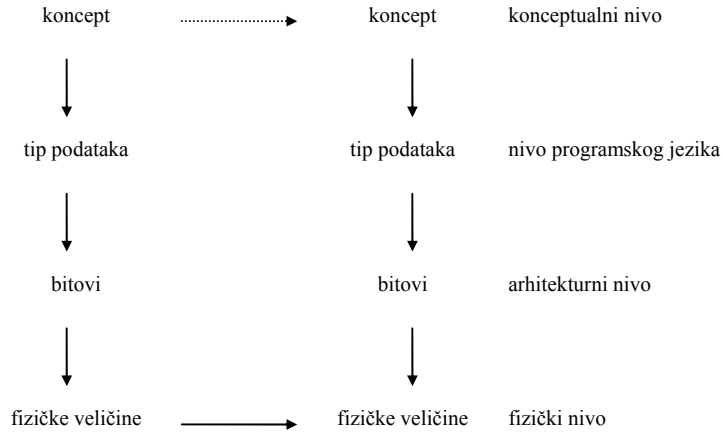 koncept koncept konceptualni nivo
tip podataka tip podataka nivo programskog jezika
bitovi bitovi arhitekturni nivo
fizičke veličine fizičke veličine fizički nivo